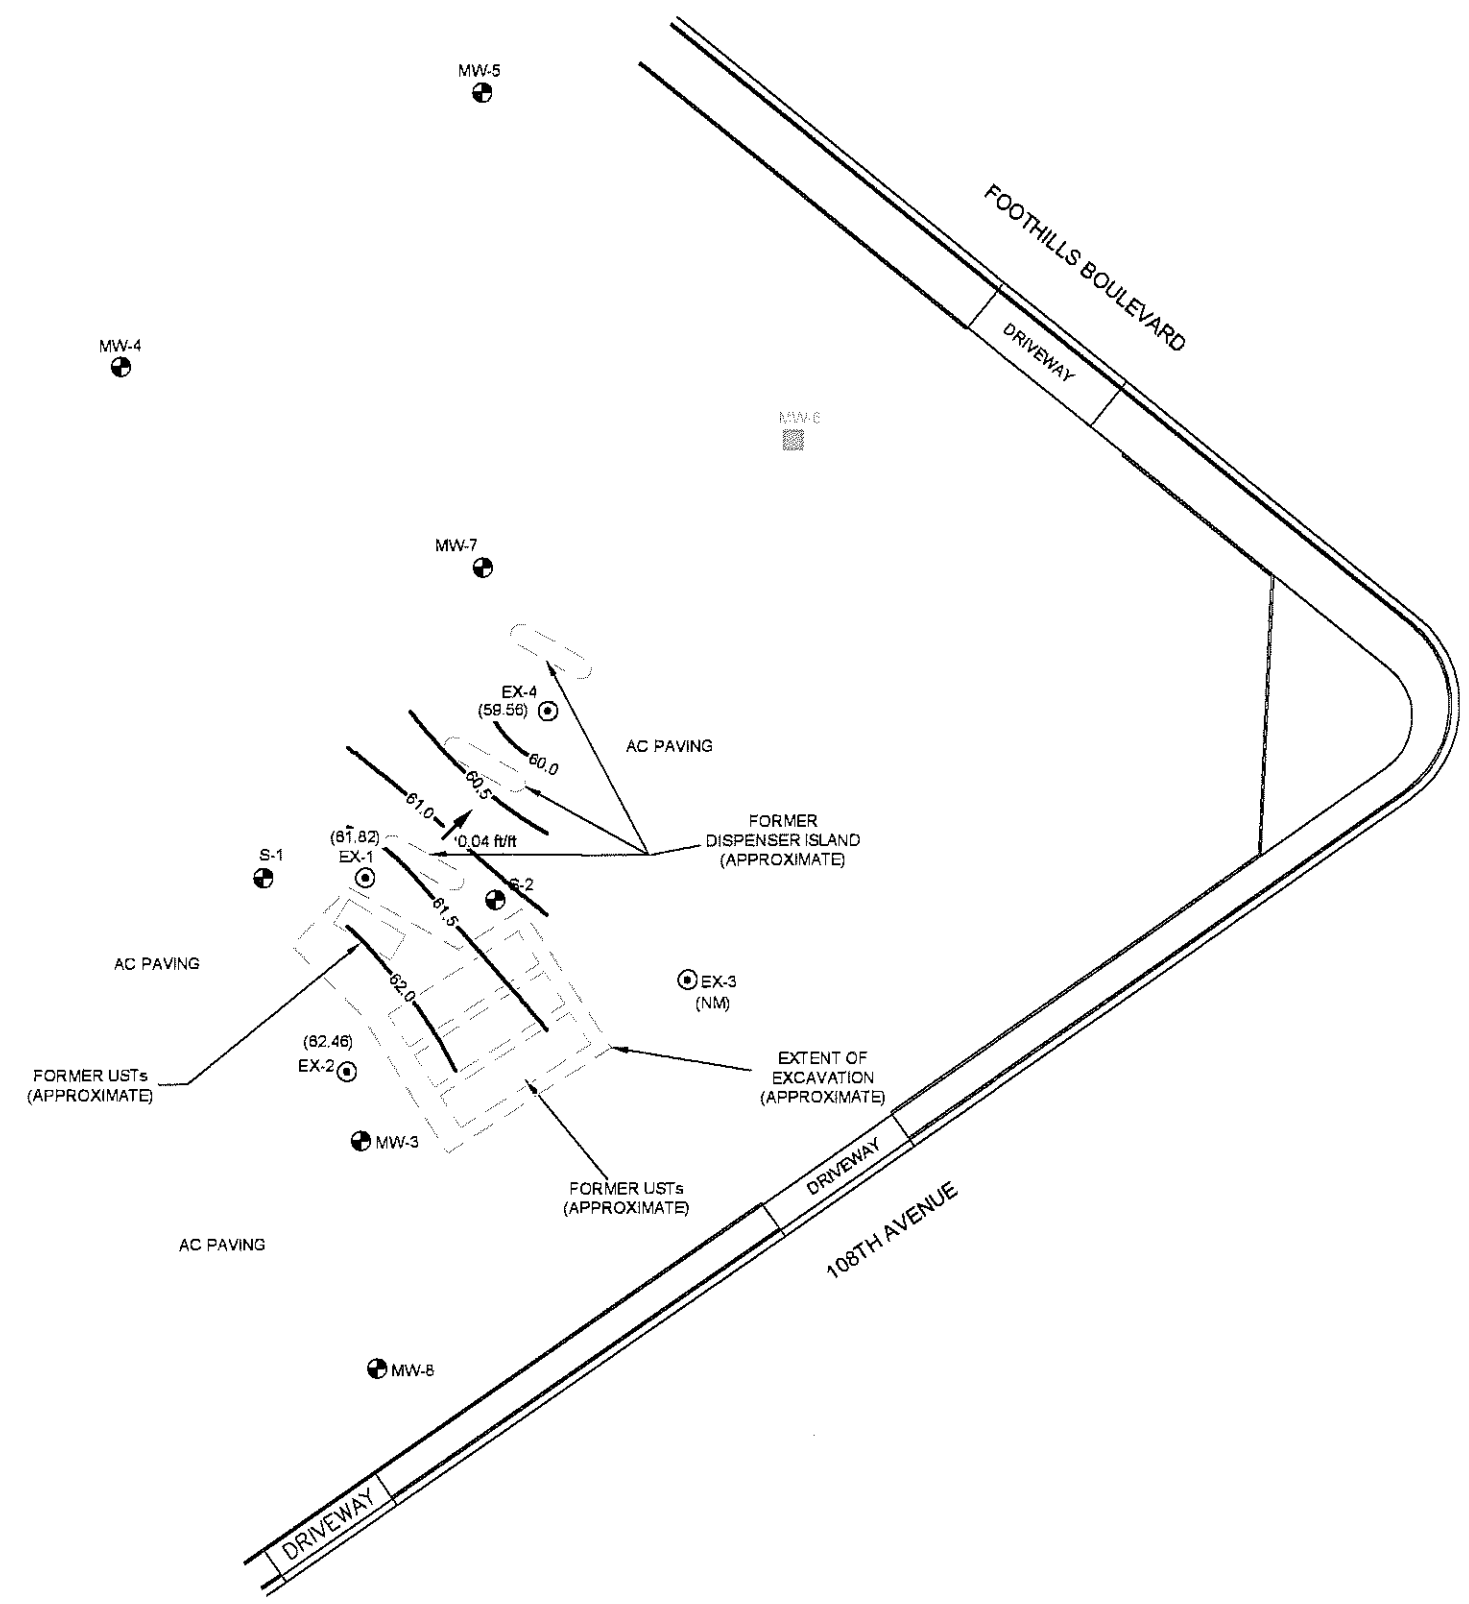 MW-5
FOOTHILLS BOULEVARD
DRIVEWAY
MW-4
MW-6
MW-7
EX-4
(59.56)
AC PAVING
60.0
60.5
61.0
0.04 ft/ft
FORMER
DISPENSER ISLAND
(APPROXIMATE)
(61.82)
EX-1
S-1
S-2
61.5
AC PAVING
62.0
EX-3
(NM)
(62.46)
EX-2
FORMER USTs
(APPROXIMATE)
EXTENT OF
EXCAVATION
(APPROXIMATE)
MW-3
FORMER USTs
(APPROXIMATE)
DRIVEWAY
108TH AVENUE
AC PAVING
MW-8
DRIVEWAY